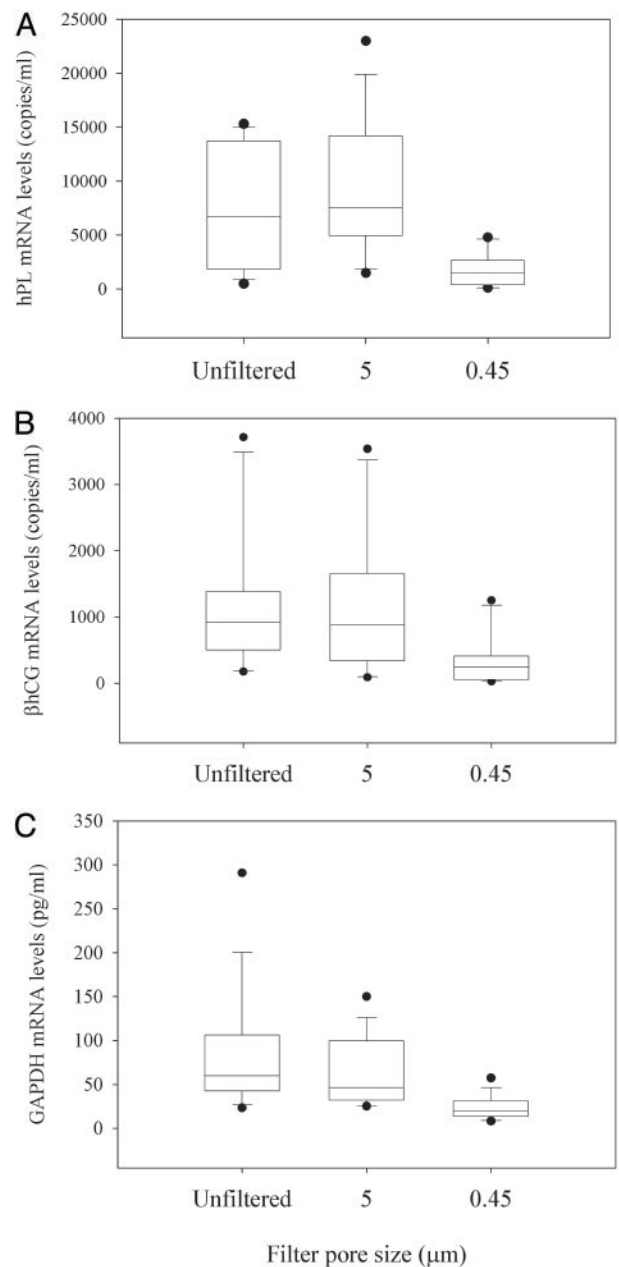 A
hPL mRNA levels (copies/ml)
25000
20000
15000
10000
5000
0
Unfiltered 5 0.45
B
βhCG mRNA levels (copies/ml)
4000
3000
2000
1000
0
Unfiltered 5 0.45
C
GAPDH mRNA levels (pg/ml)
350
300
250
200
150
100
50
0
Unfiltered 5 0.45
Filter pore size (μm)